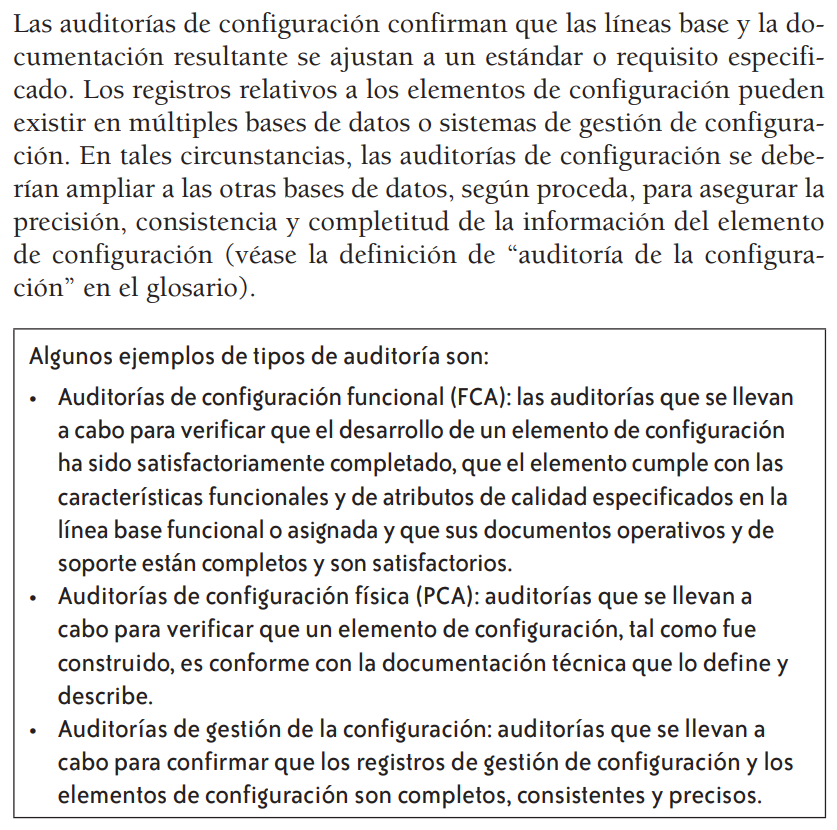 Las auditorías de configuración confirman que las líneas base y la do-
cumentación resultante se ajustan a un estándar o requisito especifi-
cado. Los registros relativos a los elementos de configuración pueden
existir en múltiples bases de datos o sistemas de gestión de configura-
ción. En tales circunstancias, las auditorías de configuración se debe-
rían ampliar a las otras bases de datos, según proceda, para asegurar la
precisión, consistencia y completitud de la información del elemento
de configuración (véase la definición de “auditoría de la configura-
ción” en el glosario).
Algunos ejemplos de tipos de auditoría son:
• Auditorías de configuración funcional (FCA): las auditorías que se llevan
a cabo para verificar que el desarrollo de un elemento de configuración
ha sido satisfactoriamente completado, que el elemento cumple con las
características funcionales y de atributos de calidad especificados en la
línea base funcional o asignada y que sus documentos operativos y de
soporte están completos y son satisfactorios.
• Auditorías de configuración física (PCA): auditorías que se llevan a
cabo para verificar que un elemento de configuración, tal como fue
construido, es conforme con la documentación técnica que lo define y
describe.
• Auditorías de gestión de la configuración: auditorías que se llevan a
cabo para confirmar que los registros de gestión de configuración y los
elementos de configuración son completos, consistentes y precisos.